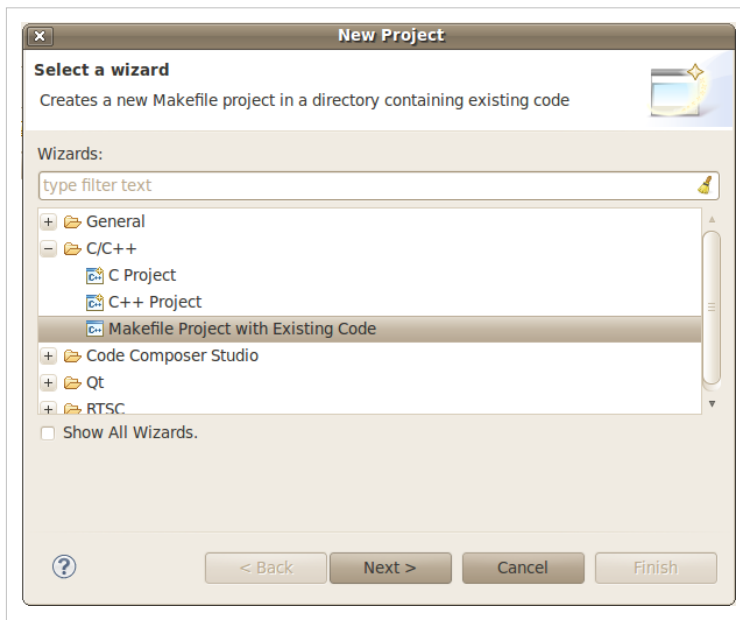 New Project
Select a wizard
Creates a new Makefile project in a directory containing existing code
Wizards:
type filter text
General
C/C++
C Project
C++ Project
Makefile Project with Existing Code
Code Composer Studio
Qt
RTSC
Show All Wizards.
< Back Next > Cancel Finish